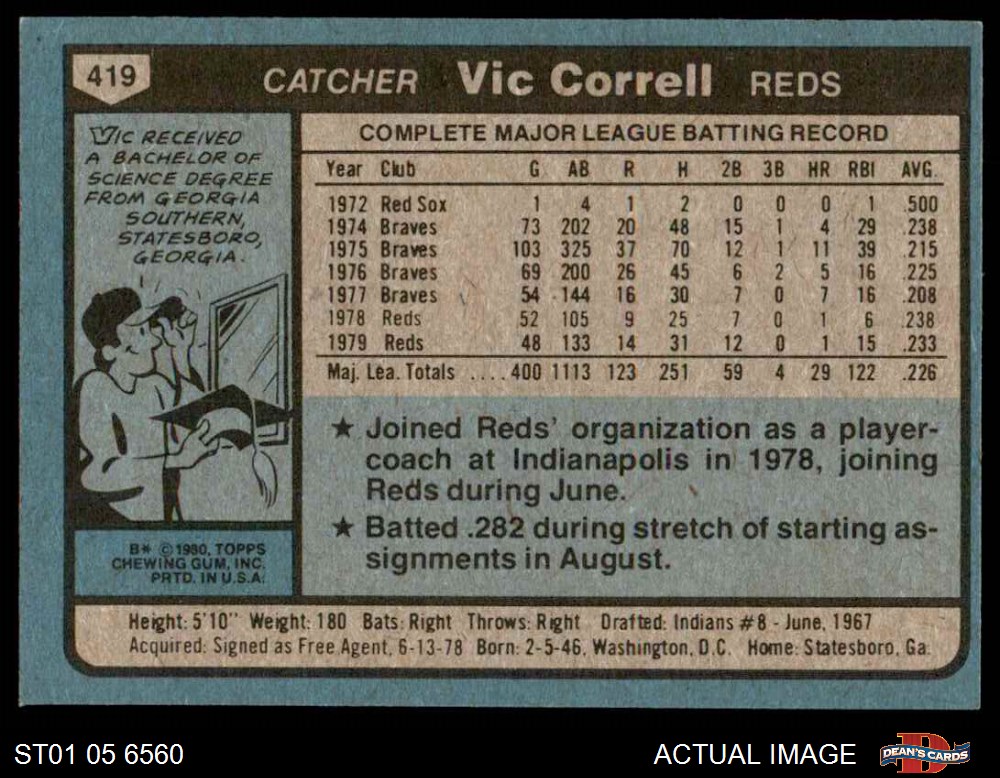 419
CATCHER Vic Correll REDS
VIC RECEIVED
A BACHELOR OF
SCIENCE DEGREE
FROM GEORGIA
SOUTHERN,
STATESBORO,
GEORGIA.
COMPLETE MAJOR LEAGUE BATTING RECORD
Year Club G AB R H 2B 3B HR RBI AVG.
1972 Red Sox 1 4 1 2 0 0 0 1 .500
1974 Braves 73 202 20 48 15 1 4 29 .238
1975 Braves 103 325 37 70 12 1 11 39 .215
1976 Braves 69 200 26 45 6 2 5 16 .225
1977 Braves 54 144 16 30 7 0 7 16 .208
1978 Reds 52 105 9 25 7 0 1 6 .238
1979 Reds 48 133 14 31 12 0 1 15 .233
Maj. Lea. Totals ....400 1113 123 251 59 4 29 122 .226
★ Joined Reds' organization as a player-
coach at Indianapolis in 1978, joining
Reds during June.
★ Batted .282 during stretch of starting as-
signments in August.
B* © 1980, TOPPS
CHEWING GUM, INC.
PRTD. IN U.S.A.
Height: 5'10" Weight: 180 Bats: Right Throws: Right Drafted: Indians #8 - June, 1967
Acquired: Signed as Free Agent, 6-13-78 Born: 2-5-46, Washington, D.C. Home: Statesboro, Ga.
ST01 05 6560
ACTUAL IMAGE
DEAN'S CARDS